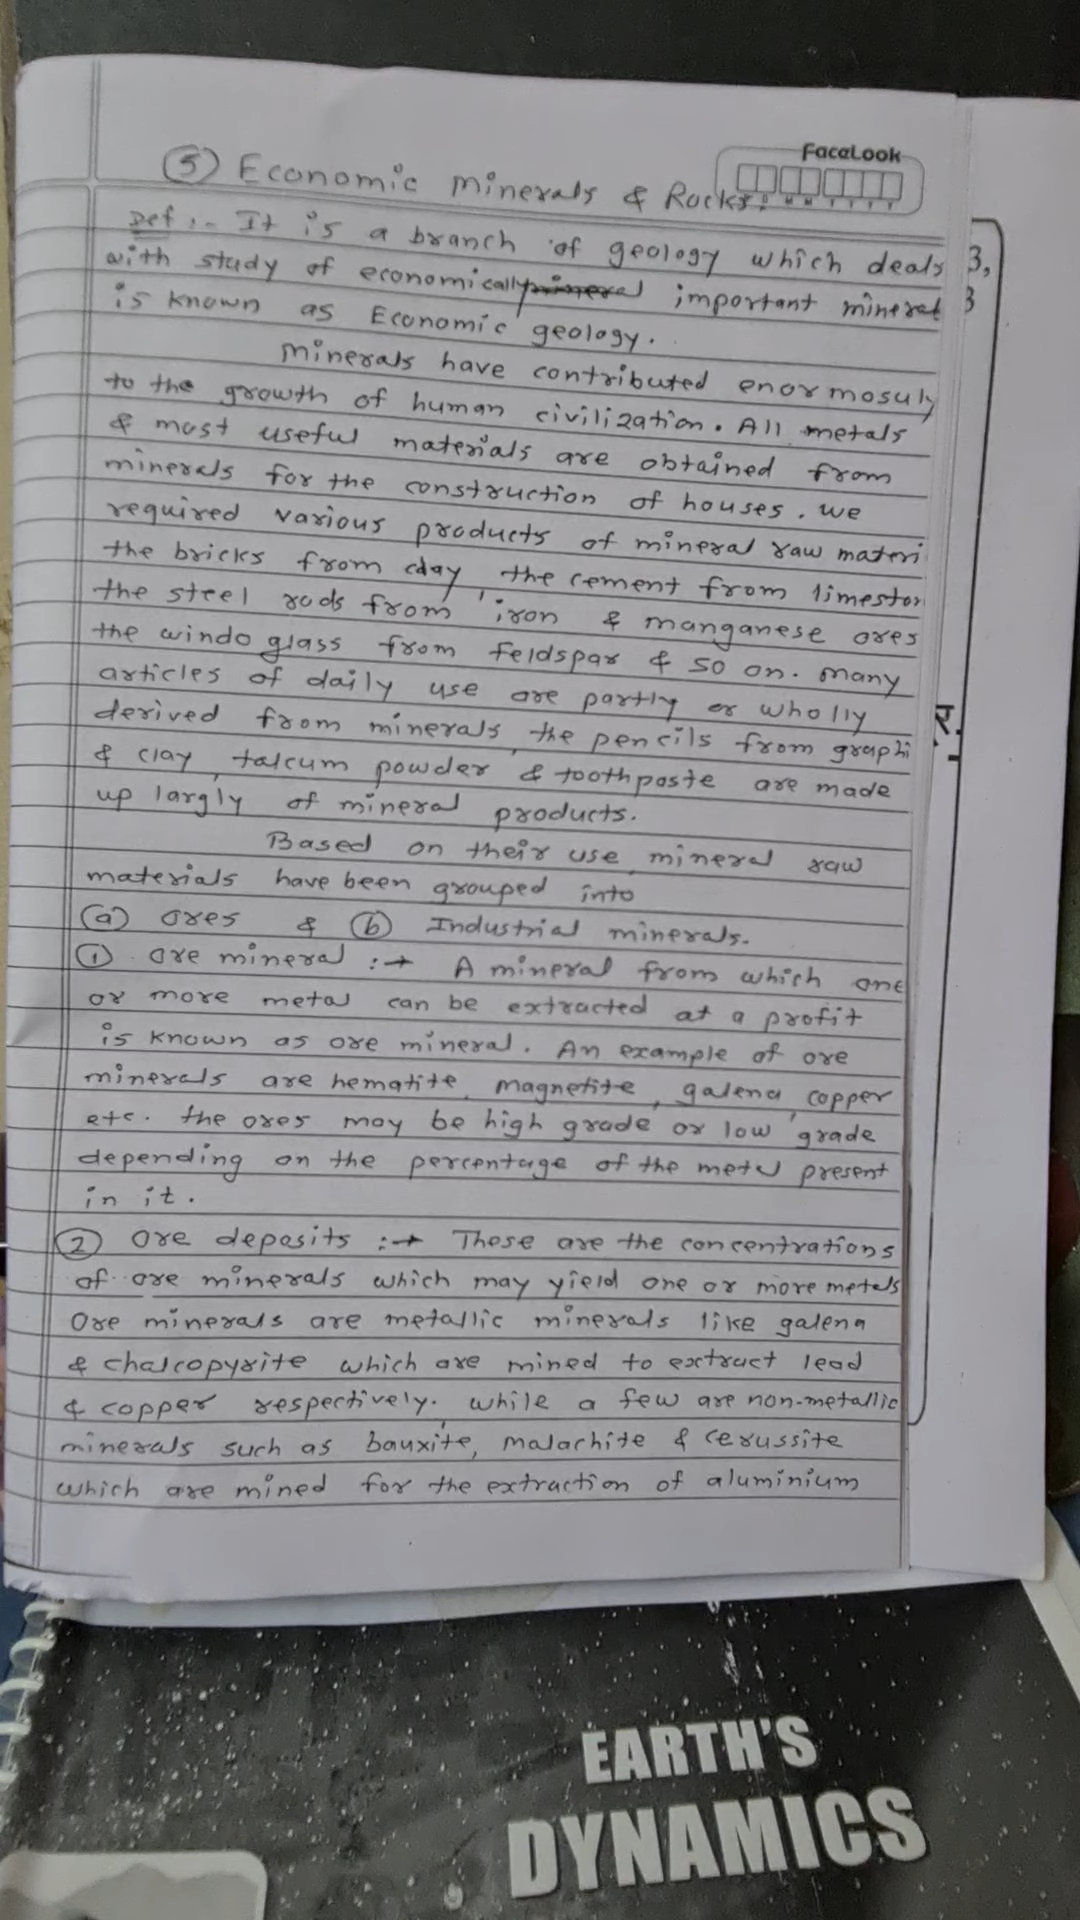 FaceLook
D D M M Y Y Y Y
⑤ Economic minerals & Rocks.
Def :- It is a branch of geology which deals
with study of economically mineral important mineral
is known as Economic geology.
minerals have contributed enormosuly
to the growth of human civilization. All metals
& most useful materials are obtained from
minerals for the construction of houses. we
required various products of mineral raw materi
the bricks from clay, the cement from limeston
the steel rods from iron & manganese ores
the windo glass from feldspar & so on. many
articles of daily use are partly or wholly
derived from minerals, the pencils from graphi
& clay, talcum powder & toothpaste are made
up largly of mineral products.
Based on their use mineral raw
materials have been grouped into
ⓐ ores & ⓑ Industrial minerals.
① ore mineral :→ A mineral from which one
or more metal can be extracted at a profit
is known as ore mineral. An example of ore
minerals are hematite, magnetite, galena, copper
etc. the ores may be high grade or low grade
depending on the percentage of the metal present
in it.
② ore deposits :→ These are the concentrations
of ore minerals which may yield one or more metals
Ore minerals are metallic minerals like galena
& chalcopyrite which are mined to extract lead
& copper respectively. while a few are non-metallic
minerals such as bauxite, malachite & cerussite
which are mined for the extraction of aluminium
3,
3
र.
EARTH'S
DYNAMICS